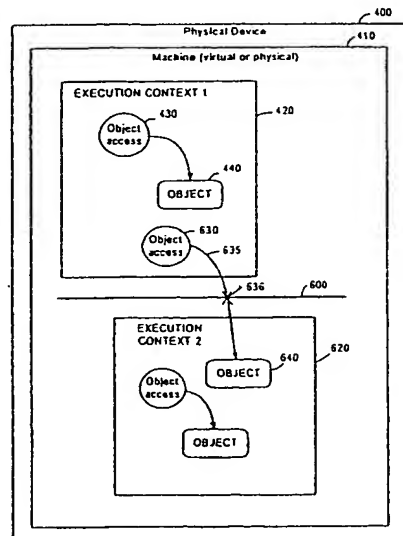 400
Physical Device
410
Machine (virtual or physical)
EXECUTION CONTEXT 1
430
420
Object
access
440
OBJECT
630
Object
access
635
636
600
EXECUTION
CONTEXT 2
620
640
OBJECT
Object
access
OBJECT